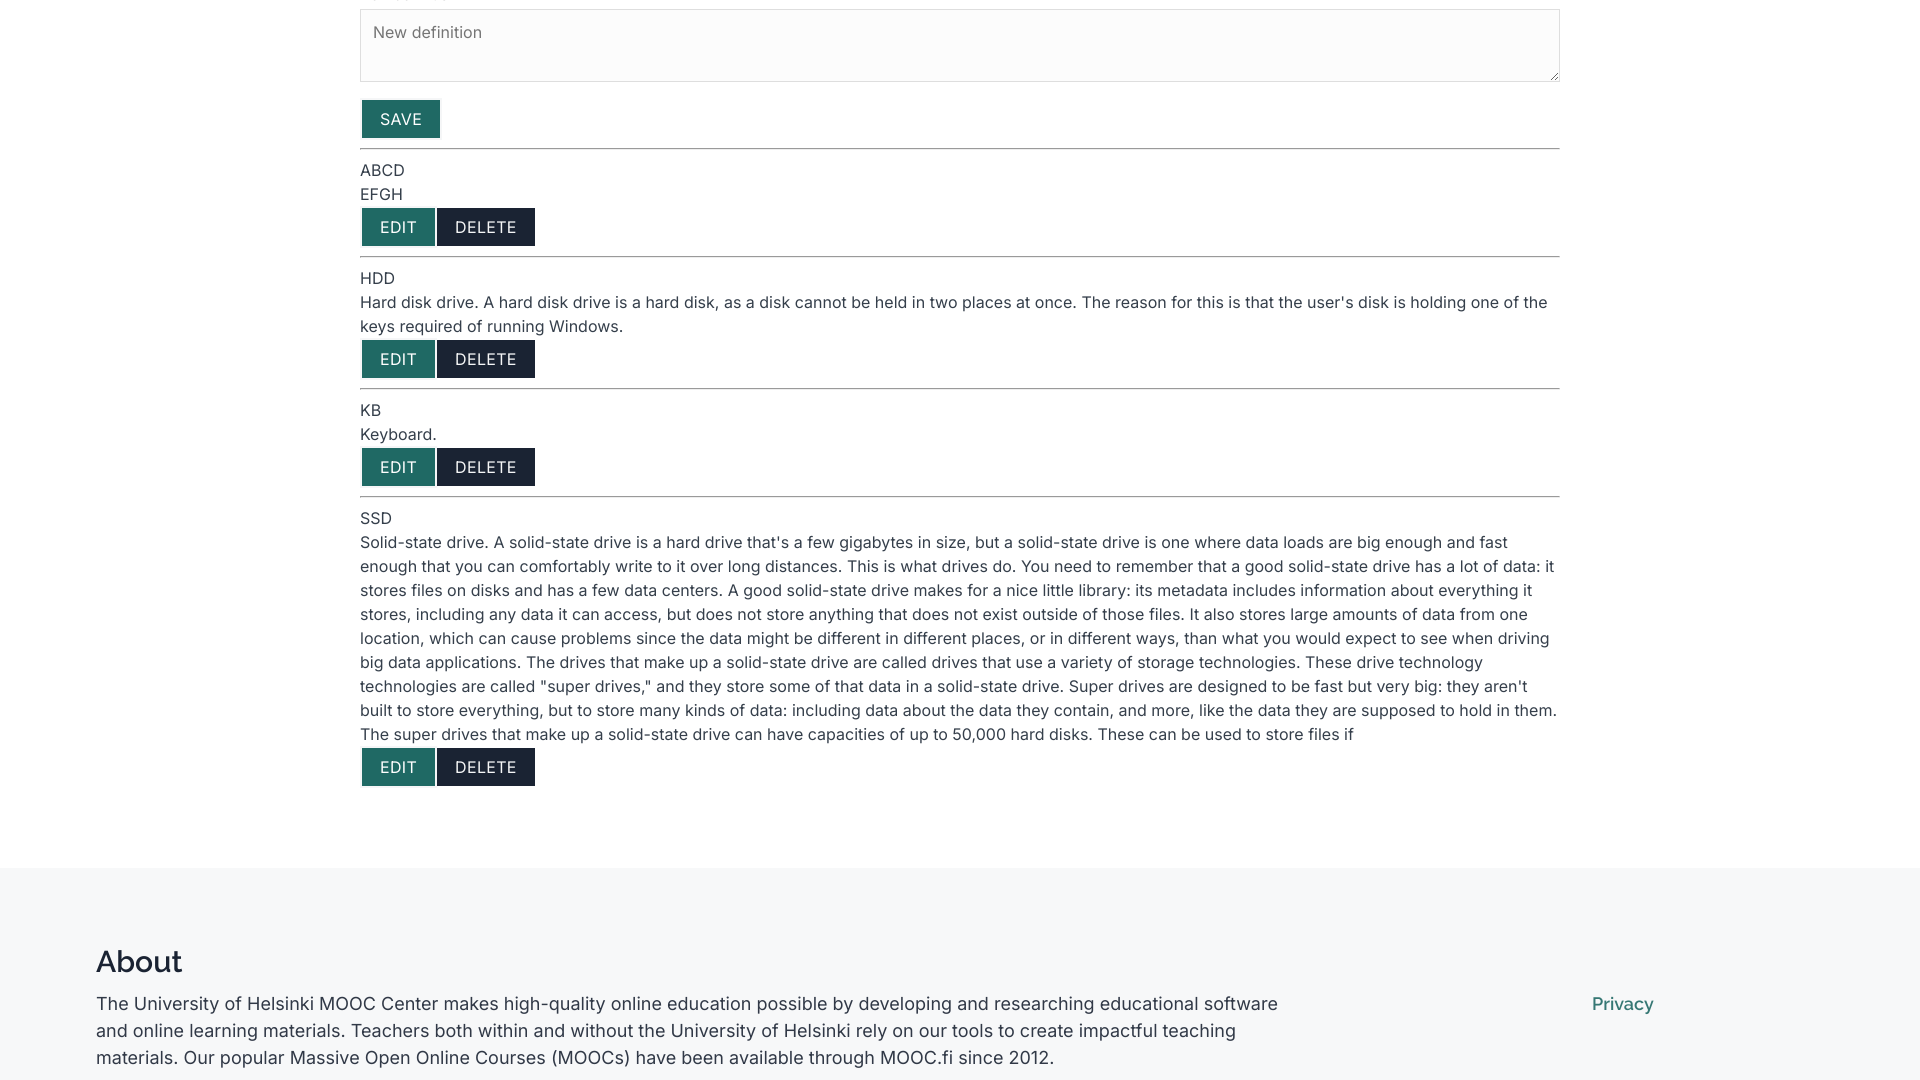 New definition
SAVE
ABCD
EFGH
EDIT DELETE
HDD
Hard disk drive. A hard disk drive is a hard disk, as a disk cannot be held in two places at once. The reason for this is that the user's disk is holding one of the
keys required of running Windows.
EDIT DELETE
KB
Keyboard.
EDIT DELETE
SSD
Solid-state drive. A solid-state drive is a hard drive that's a few gigabytes in size, but a solid-state drive is one where data loads are big enough and fast
enough that you can comfortably write to it over long distances. This is what drives do. You need to remember that a good solid-state drive has a lot of data: it
stores files on disks and has a few data centers. A good solid-state drive makes for a nice little library: its metadata includes information about everything it
stores, including any data it can access, but does not store anything that does not exist outside of those files. It also stores large amounts of data from one
location, which can cause problems since the data might be different in different places, or in different ways, than what you would expect to see when driving
big data applications. The drives that make up a solid-state drive are called drives that use a variety of storage technologies. These drive technology
technologies are called "super drives," and they store some of that data in a solid-state drive. Super drives are designed to be fast but very big: they aren't
built to store everything, but to store many kinds of data: including data about the data they contain, and more, like the data they are supposed to hold in them.
The super drives that make up a solid-state drive can have capacities of up to 50,000 hard disks. These can be used to store files if
EDIT DELETE
About
The University of Helsinki MOOC Center makes high-quality online education possible by developing and researching educational software
and online learning materials. Teachers both within and without the University of Helsinki rely on our tools to create impactful teaching
materials. Our popular Massive Open Online Courses (MOOCs) have been available through MOOC.fi since 2012.
Privacy